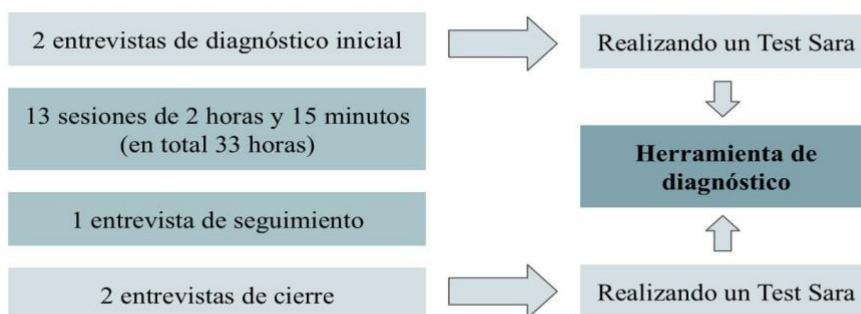 2 entrevistas de diagnóstico inicial
Realizando un Test Sara
13 sesiones de 2 horas y 15 minutos
(en total 33 horas)
Herramienta de
diagnóstico
1 entrevista de seguimiento
2 entrevistas de cierre
Realizando un Test Sara